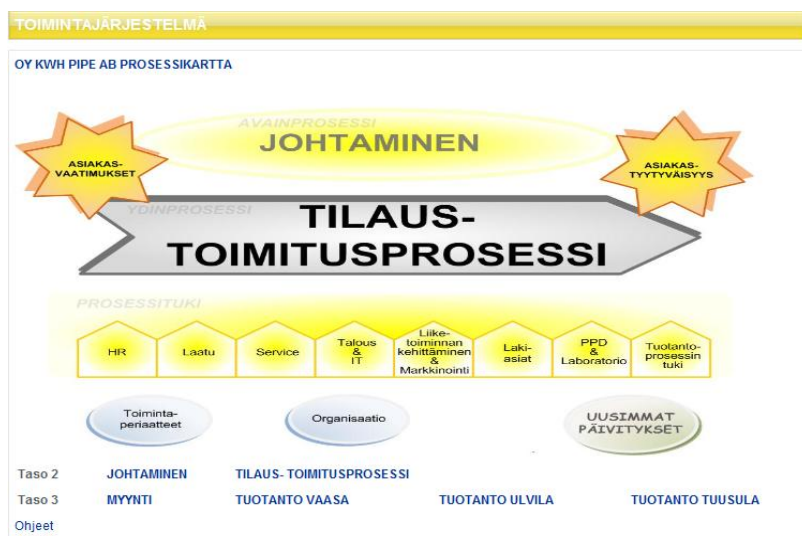 TOIMINTAJÄRJESTELMÄ
OY KWH PIPE AB PROSESSIKARTTA
AVAINPROSESSI
JOHTAMINEN
ASIAKAS-
VAATIMUKSET
ASIAKAS-
TYYTYVÄISYYS
YDINPROSESSI
TILAUS-
TOIMITUSPROSESSI
PROSESSITUKI
HR
Laatu
Service
Talous
&
IT
Liike-
toiminnan
kehittäminen
&
Markkinointi
Laki-
asiat
PPD
&
Laboratorio
Tuotanto-
prosessin
tuki
Toiminta-
periaatteet
Organisaatio
UUSIMMAT
PÄIVITYKSET
Taso 2 JOHTAMINEN TILAUS- TOIMITUSPROSESSI
Taso 3 MYYNTI TUOTANTO VAASA TUOTANTO ULVILA TUOTANTO TUUSULA
Ohjeet